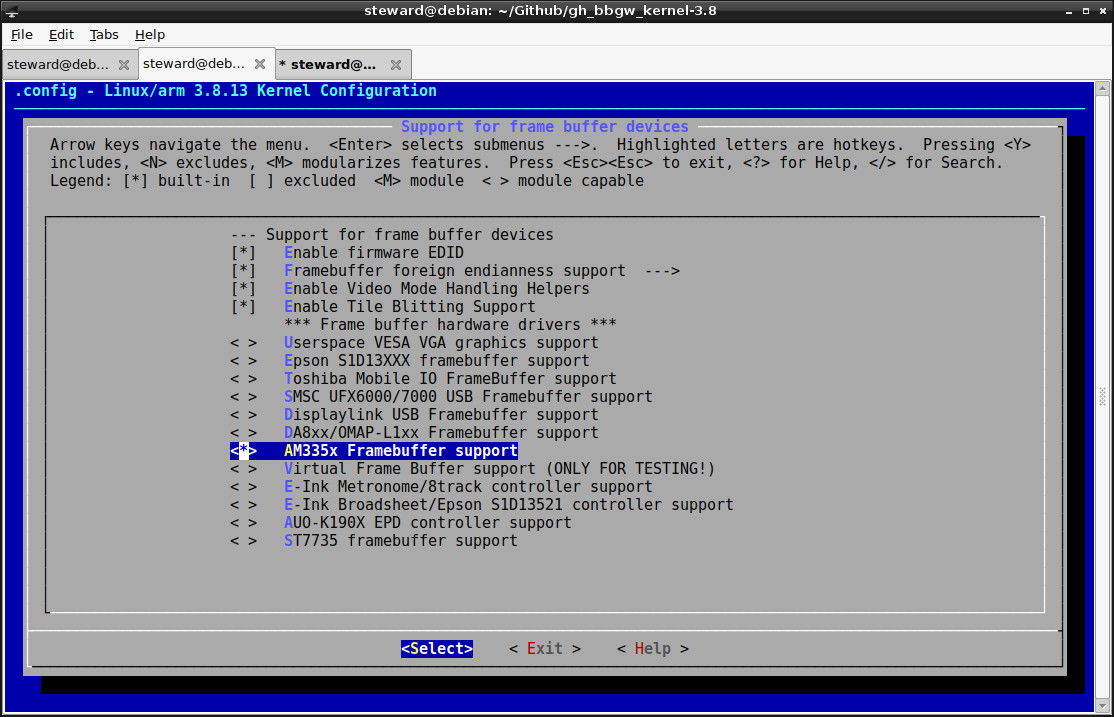 steward@debian: ~/Github/gh_bbgw_kernel-3.8
File Edit Tabs Help
steward@deb... steward@deb... * steward@...
.config - Linux/arm 3.8.13 Kernel Configuration
Support for frame buffer devices
Arrow keys navigate the menu. <Enter> selects submenus --->. Highlighted letters are hotkeys. Pressing <Y>
includes, <N> excludes, <M> modularizes features. Press <Esc><Esc> to exit, <?> for Help, </> for Search.
Legend: [*] built-in [ ] excluded <M> module < > module capable
--- Support for frame buffer devices
[*] Enable firmware EDID
[*] Framebuffer foreign endianness support --->
[*] Enable Video Mode Handling Helpers
[*] Enable Tile Blitting Support
*** Frame buffer hardware drivers ***
< > Userspace VESA VGA graphics support
< > Epson S1D13XXX framebuffer support
< > Toshiba Mobile IO FrameBuffer support
< > SMSC UFX6000/7000 USB Framebuffer support
< > Displaylink USB Framebuffer support
< > DA8xx/OMAP-L1xx Framebuffer support
<*> AM335x Framebuffer support
< > Virtual Frame Buffer support (ONLY FOR TESTING!)
< > E-Ink Metronome/8track controller support
< > E-Ink Broadsheet/Epson S1D13521 controller support
< > AUO-K190X EPD controller support
< > ST7735 framebuffer support
<Select> < Exit > < Help >